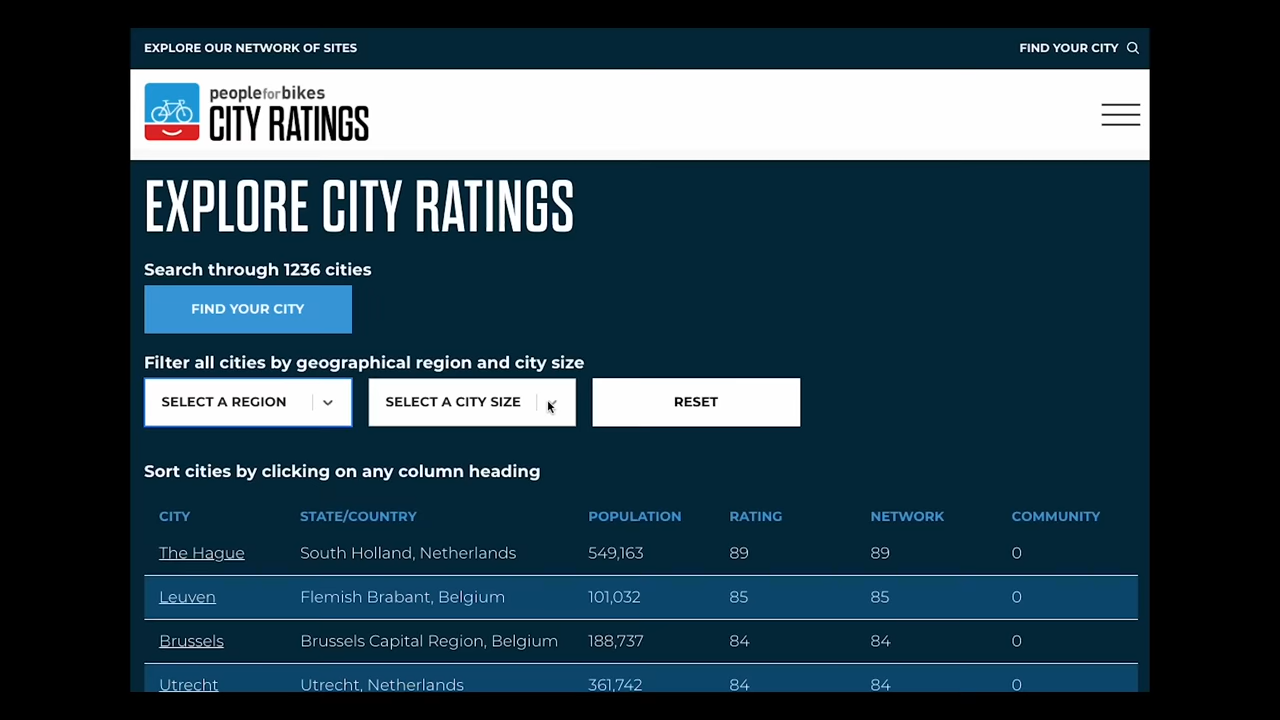 EXPLORE OUR NETWORK OF SITES FIND YOUR CITY
peopleforbikes
CITY RATINGS
EXPLORE CITY RATINGS
Search through 1236 cities
FIND YOUR CITY
Filter all cities by geographical region and city size
SELECT A REGION SELECT A CITY SIZE RESET
Sort cities by clicking on any column heading
CITY STATE/COUNTRY POPULATION RATING NETWORK COMMUNITY
The Hague South Holland, Netherlands 549,163 89 89 0
Leuven Flemish Brabant, Belgium 101,032 85 85 0
Brussels Brussels Capital Region, Belgium 188,737 84 84 0
Utrecht Utrecht, Netherlands 361,742 84 84 0